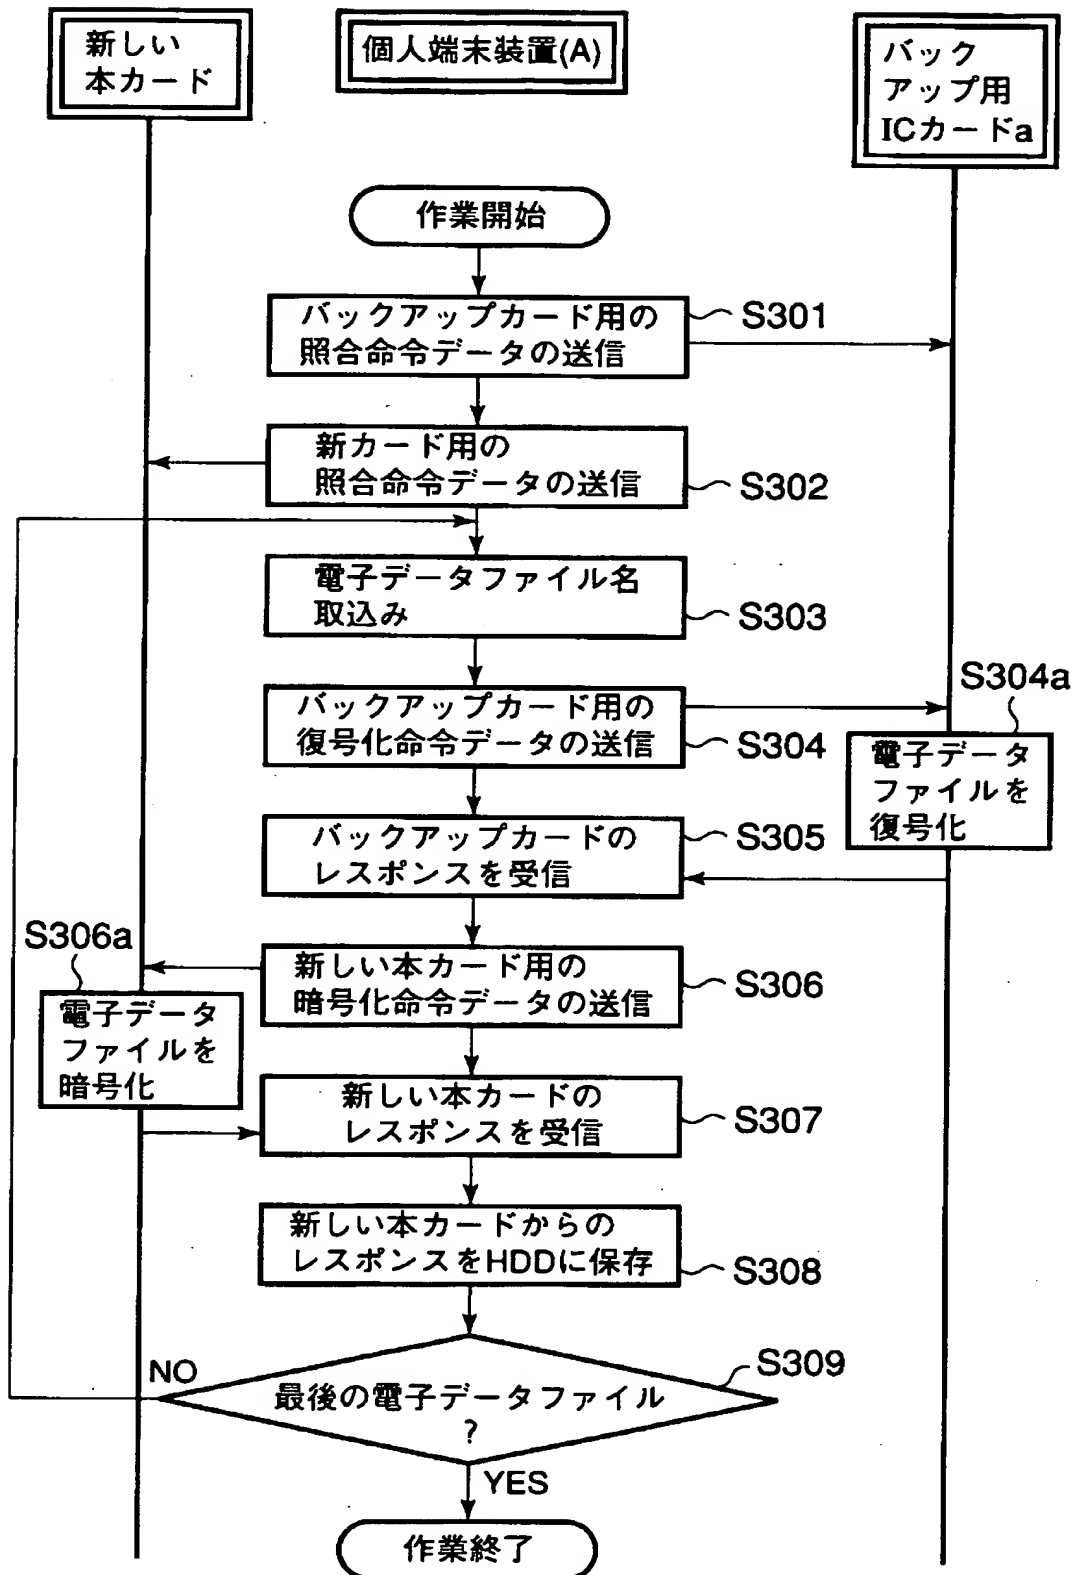 新しい
本カード
個人端末装置(A)
バック
アップ用
ICカードa
作業開始
バックアップカード用の
照合命令データの送信
S301
新カード用の
照合命令データの送信
S302
電子データファイル名
取込み
S303
バックアップカード用の
復号化命令データの送信
S304
S304a
電子データ
ファイルを
復号化
バックアップカードの
レスポンスを受信
S305
新しい本カード用の
暗号化命令データの送信
S306
S306a
電子データ
ファイルを
暗号化
新しい本カードの
レスポンスを受信
S307
新しい本カードからの
レスポンスをHDDに保存
S308
最後の電子データファイル
?
S309
NO
YES
作業終了